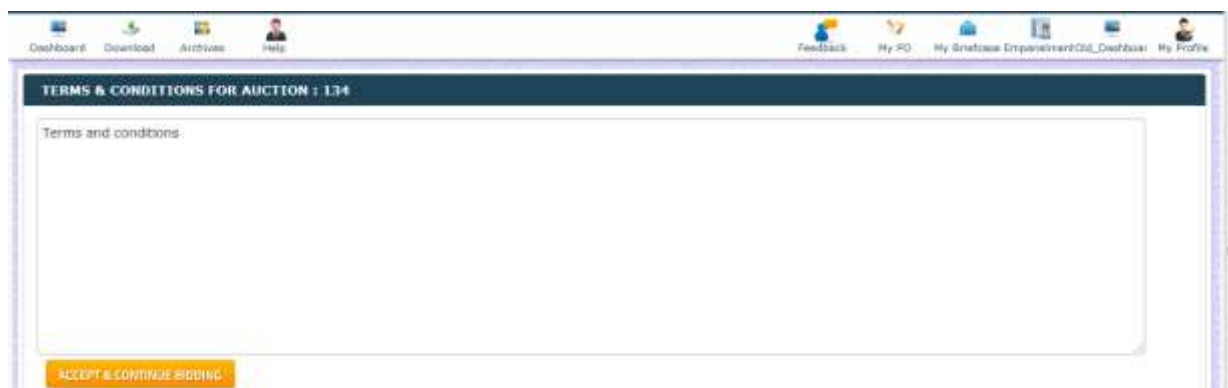 Dashboard Download Archives Help Feedback My PO My Briefcase Empanelment Old_Dashboar My Profile
TERMS & CONDITIONS FOR AUCTION : 134
Terms and conditions
ACCEPT & CONTINUE BIDDING